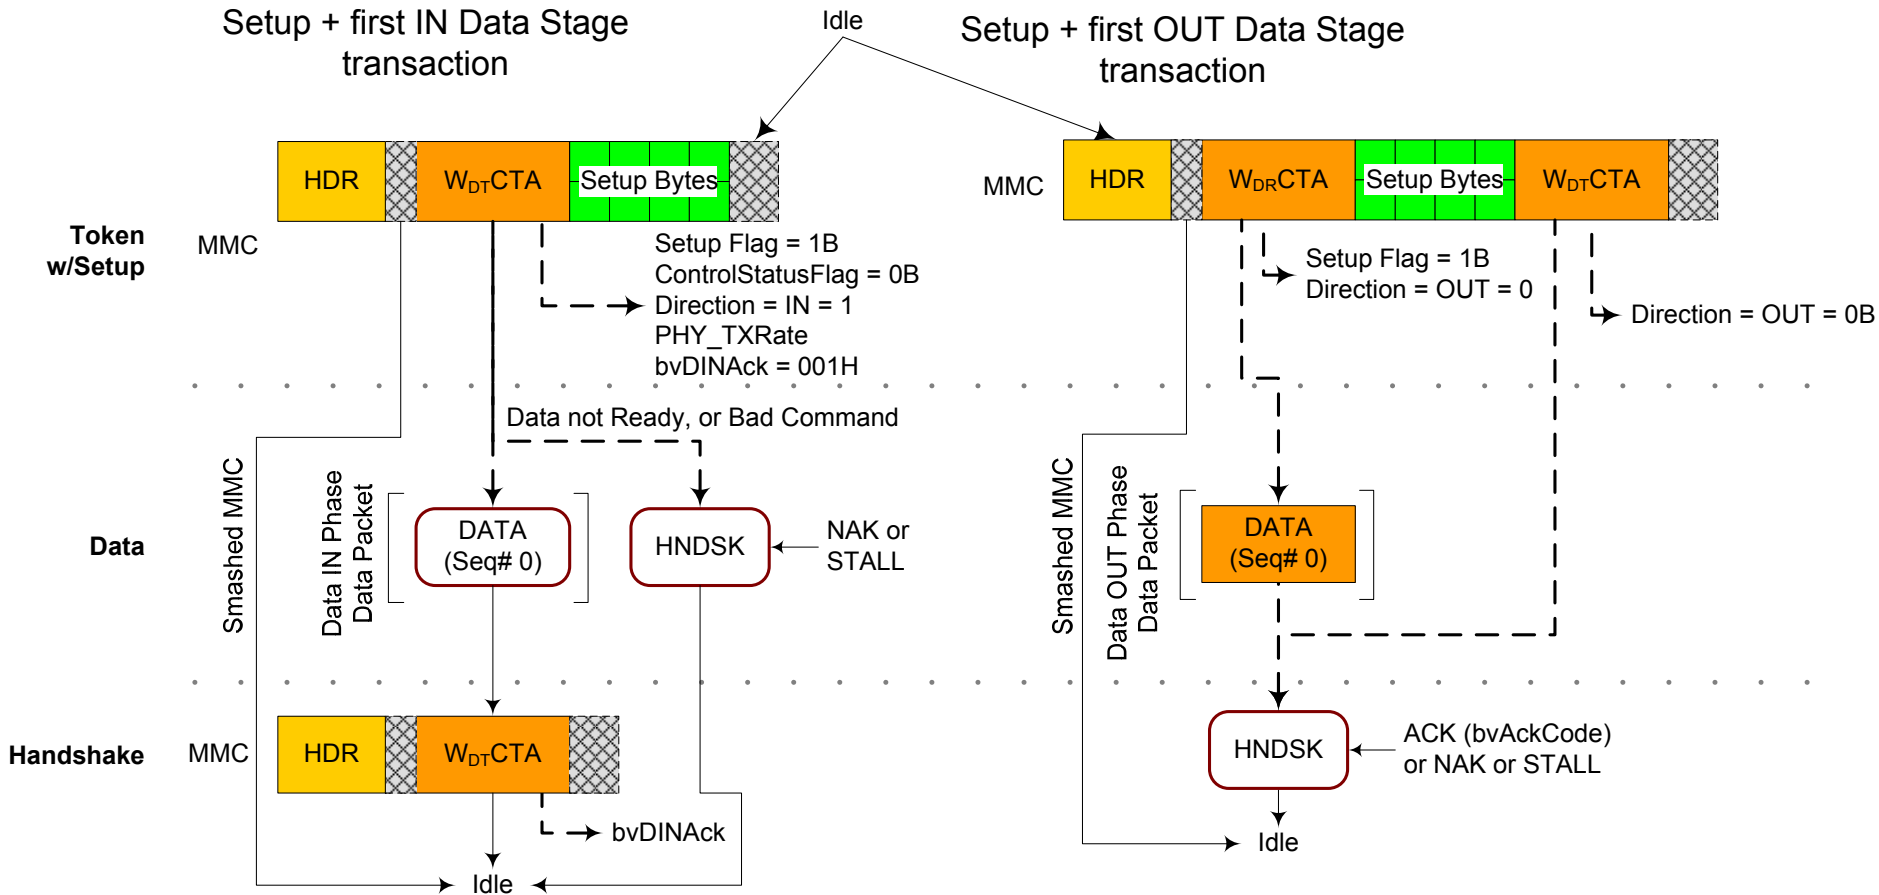 Setup + first IN Data Stage
transaction
Idle
Setup + first OUT Data Stage
transaction
HDR
WDTCTA
Setup Bytes
MMC
HDR
WDRCTA
Setup Bytes
WDTCTA
Token
w/Setup
MMC
Setup Flag = 1B
ControlStatusFlag = 0B
Direction = IN = 1
PHY_TXRate
bvDINAck = 001H
Setup Flag = 1B
Direction = OUT = 0
Direction = OUT = 0B
Data not Ready, or Bad Command
Data
Smashed MMC
Data IN Phase
Data Packet
DATA
(Seq# 0)
HNDSK
NAK or
STALL
Smashed MMC
Data OUT Phase
Data Packet
DATA
(Seq# 0)
Handshake
MMC
HDR
WDTCTA
bvDINAck
Idle
HNDSK
ACK (bvAckCode)
or NAK or STALL
Idle